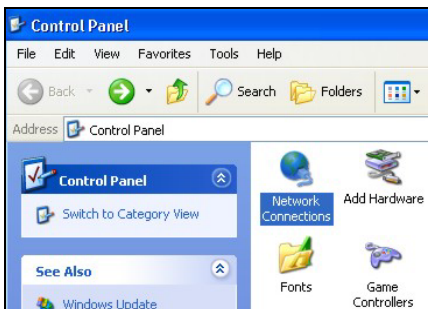 Control Panel
File Edit View Favorites Tools Help
Back Search Folders
Address Control Panel
Control Panel
Switch to Category View
See Also
Windows Update
Network Connections
Add Hardware
Fonts
Game Controllers